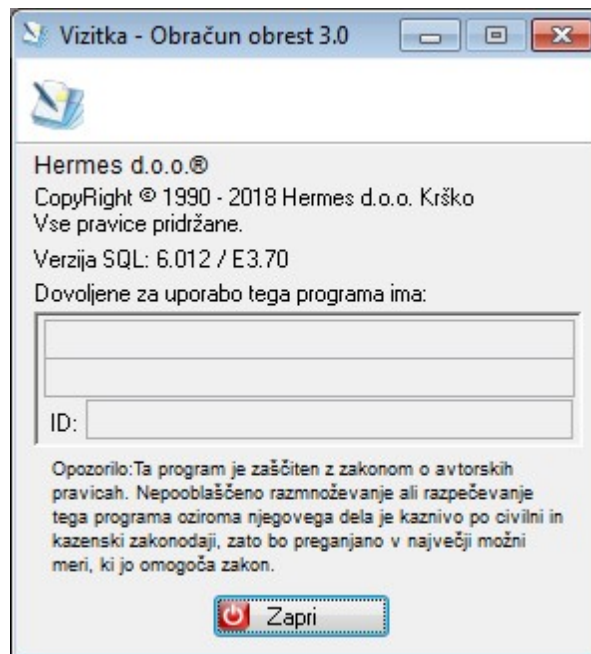 Vizitka - Obračun obrest 3.0
Hermes d.o.o.®
CopyRight © 1990 - 2018 Hermes d.o.o. Krško
Vse pravice pridržane.
Verzija SQL: 6.012 / E3.70
Dovoljene za uporabo tega programa ima:
ID:
Opozorilo:Ta program je zaščiten z zakonom o avtorskih
pravicah. Nepooblaščeno razmnoževanje ali razpečevanje
tega programa oziroma njegovega dela je kaznivo po civilni in
kazenski zakonodaji, zato bo preganjano v največji možni
meri, ki jo omogoča zakon.
Zapri